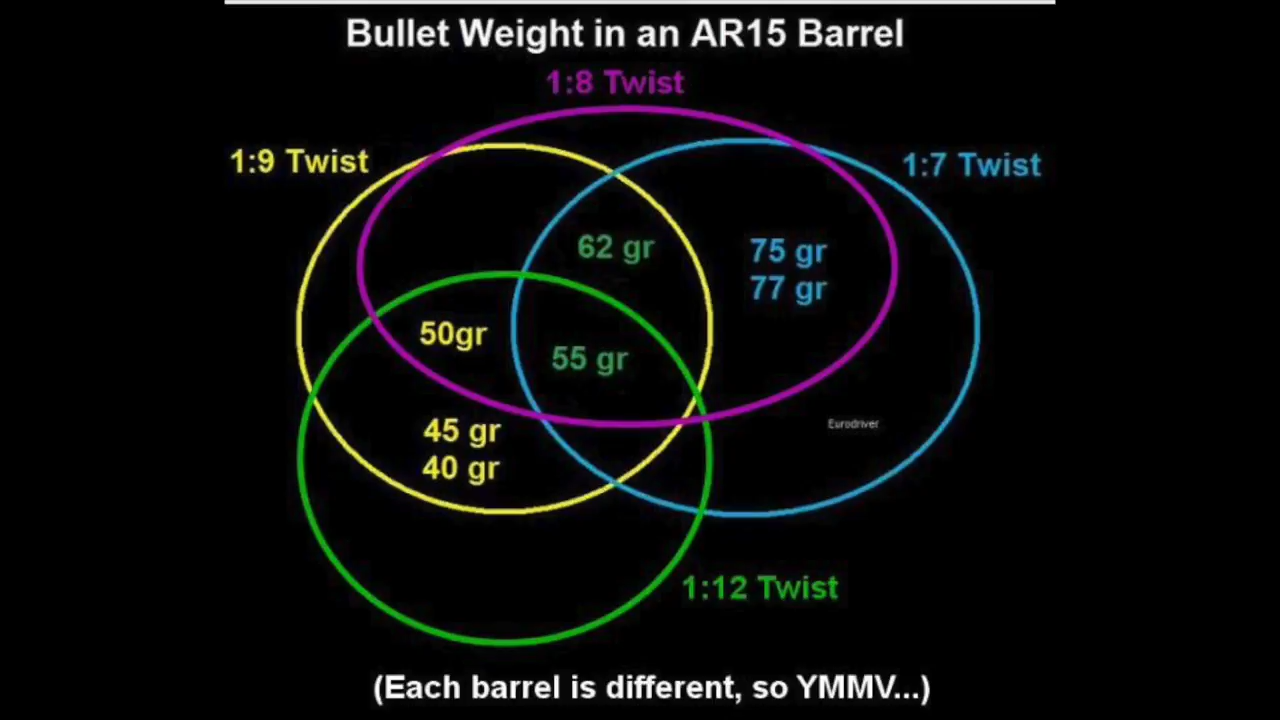 Bullet Weight in an AR15 Barrel
1:8 Twist
1:9 Twist
1:7 Twist
62 gr
75 gr
77 gr
50gr
55 gr
Eurodriver
45 gr
40 gr
1:12 Twist
(Each barrel is different, so YMMV...)